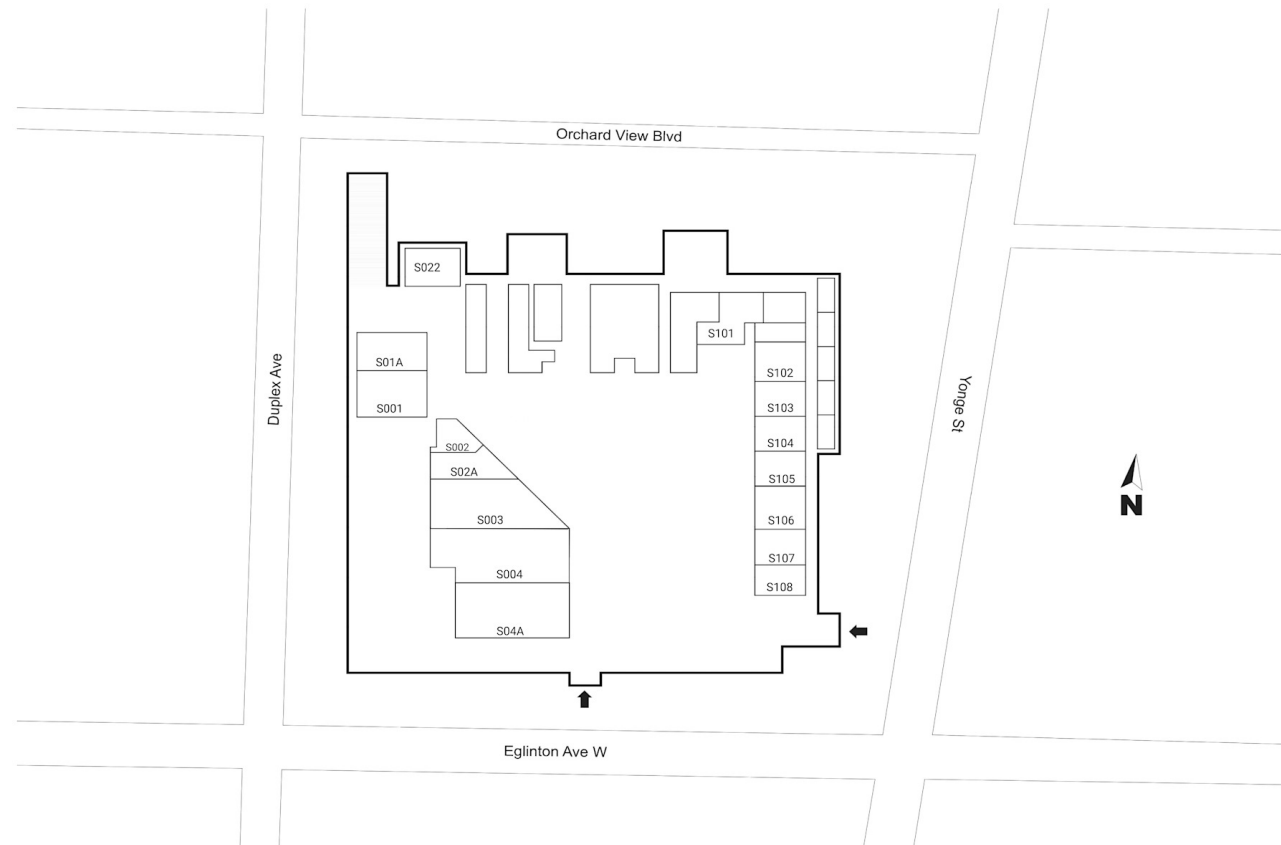 Orchard View Blvd
S022
S101
S01A
S102
S001
S103
Duplex Ave
Yonge St
S002
S104
S02A
S105
S003
S106
N
S107
S004
S108
S04A
Eglinton Ave W